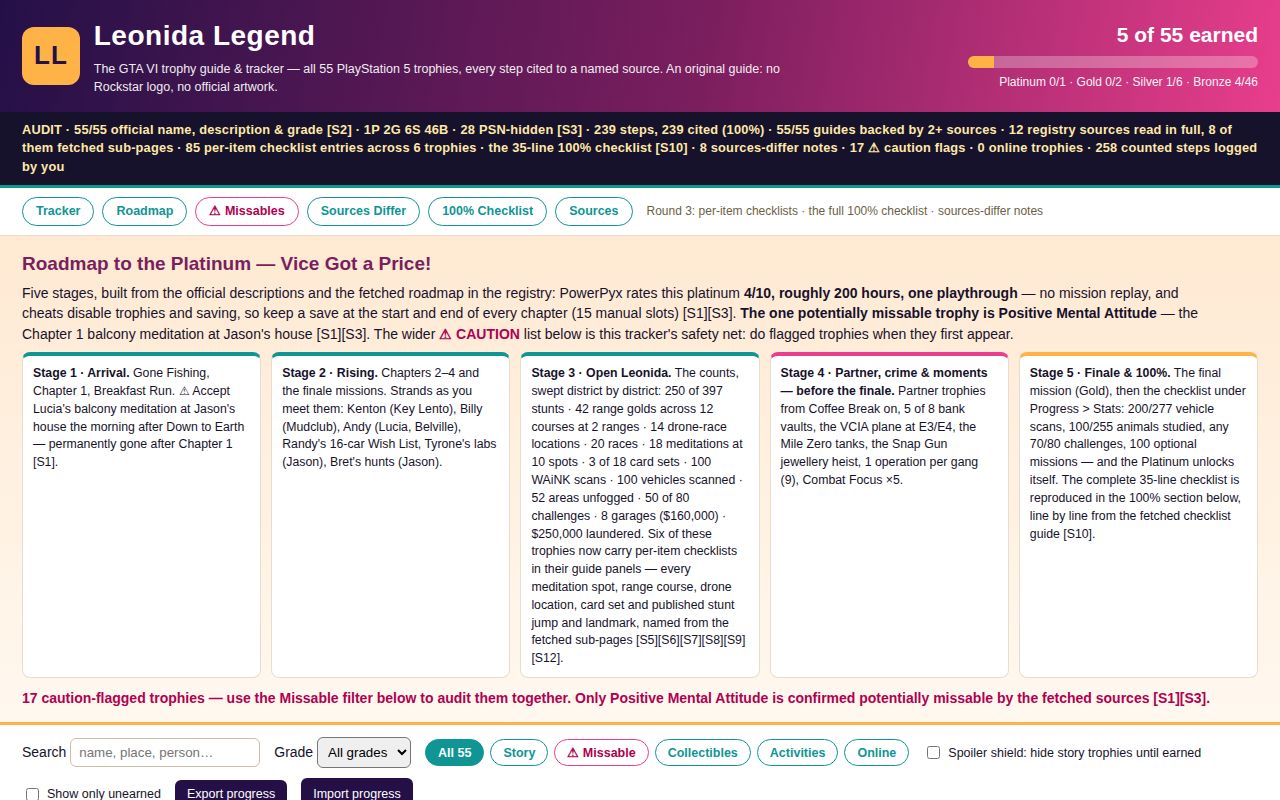 LL
Leonida Legend
The GTA VI trophy guide & tracker — all 55 PlayStation 5 trophies, every step cited to a named source. An original guide: no
Rockstar logo, no official artwork.
5 of 55 earned
Platinum 0/1 · Gold 0/2 · Silver 1/6 · Bronze 4/46
AUDIT · 55/55 official name, description & grade [S2] · 1P 2G 6S 46B · 28 PSN-hidden [S3] · 239 steps, 239 cited (100%) · 55/55 guides backed by 2+ sources · 12 registry sources read in full, 8 of
them fetched sub-pages · 85 per-item checklist entries across 6 trophies · the 35-line 100% checklist [S10] · 8 sources-differ notes · 17 ⚠ caution flags · 0 online trophies · 258 counted steps logged
by you
Tracker
Roadmap
⚠ Missables
Sources Differ
100% Checklist
Sources
Round 3: per-item checklists · the full 100% checklist · sources-differ notes
Roadmap to the Platinum — Vice Got a Price!
Five stages, built from the official descriptions and the fetched roadmap in the registry: PowerPyx rates this platinum 4/10, roughly 200 hours, one playthrough — no mission replay, and
cheats disable trophies and saving, so keep a save at the start and end of every chapter (15 manual slots) [S1][S3]. The one potentially missable trophy is Positive Mental Attitude — the
Chapter 1 balcony meditation at Jason's house [S1][S3]. The wider ⚠ CAUTION list below is this tracker's safety net: do flagged trophies when they first appear.
Stage 1 · Arrival. Gone Fishing,
Chapter 1, Breakfast Run. ⚠ Accept
Lucia's balcony meditation at Jason's
house the morning after Down to Earth
— permanently gone after Chapter 1
[S1].
Stage 2 · Rising. Chapters 2–4 and
the finale missions. Strands as you
meet them: Kenton (Key Lento), Billy
(Mudclub), Andy (Lucia, Belville),
Randy's 16-car Wish List, Tyrone's labs
(Jason), Bret's hunts (Jason).
Stage 3 · Open Leonida. The counts,
swept district by district: 250 of 397
stunts · 42 range golds across 12
courses at 2 ranges · 14 drone-race
locations · 20 races · 18 meditations at
10 spots · 3 of 18 card sets · 100
WAiNK scans · 100 vehicles scanned ·
52 areas unfogged · 50 of 80
challenges · 8 garages ($160,000) ·
$250,000 laundered. Six of these
trophies now carry per-item checklists
in their guide panels — every
meditation spot, range course, drone
location, card set and published stunt
jump and landmark, named from the
fetched sub-pages [S5][S6][S7][S8][S9]
[S12].
Stage 4 · Partner, crime & moments
— before the finale. Partner trophies
from Coffee Break on, 5 of 8 bank
vaults, the VCIA plane at E3/E4, the
Mile Zero tanks, the Snap Gun
jewellery heist, 1 operation per gang
(9), Combat Focus ×5.
Stage 5 · Finale & 100%. The final
mission (Gold), then the checklist under
Progress > Stats: 200/277 vehicle
scans, 100/255 animals studied, any
70/80 challenges, 100 optional
missions — and the Platinum unlocks
itself. The complete 35-line checklist is
reproduced in the 100% section below,
line by line from the fetched checklist
guide [S10].
17 caution-flagged trophies — use the Missable filter below to audit them together. Only Positive Mental Attitude is confirmed potentially missable by the fetched sources [S1][S3].
Search name, place, person… Grade All grades All 55 Story ⚠ Missable Collectibles Activities Online Spoiler shield: hide story trophies until earned
Show only unearned Export progress Import progress